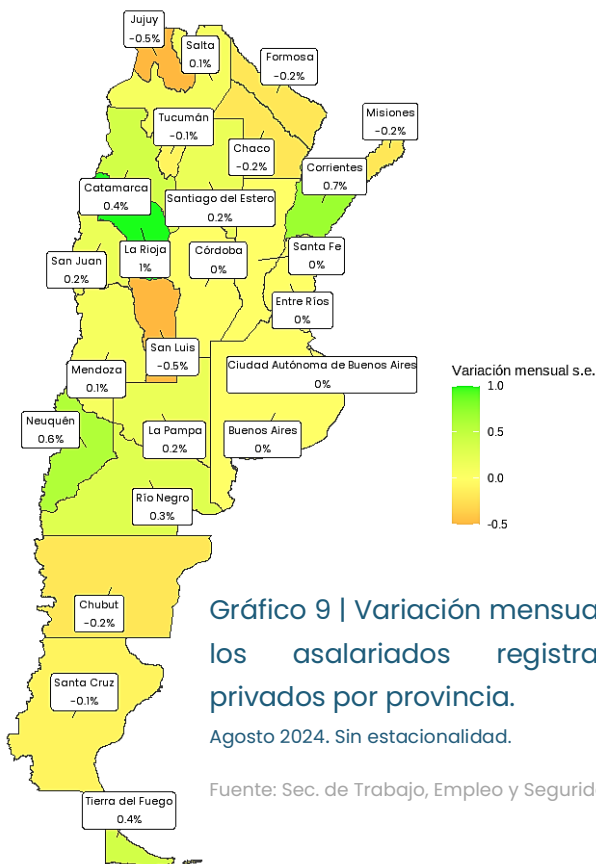 Jujuy
-0.5%
Salta
0.1%
Formosa
-0.2%
Misiones
-0.2%
Tucumán
-0.1%
Chaco
-0.2%
Corrientes
0.7%
Catamarca
0.4%
Santiago del Estero
0.2%
La Rioja
1%
Córdoba
0%
Santa Fe
0%
San Juan
0.2%
Entre Ríos
0%
San Luis
-0.5%
Mendoza
0.1%
Ciudad Autónoma de Buenos Aires
0%
Neuquén
0.6%
La Pampa
0.2%
Buenos Aires
0%
Río Negro
0.3%
Chubut
-0.2%
Santa Cruz
-0.1%
Tierra del Fuego
0.4%
Variación mensual s.e.
1.0
0.5
0.0
-0.5
Gráfico 9 | Variación mensua
los asalariados registra
privados por provincia.
Agosto 2024. Sin estacionalidad.
Fuente: Sec. de Trabajo, Empleo y Segurid